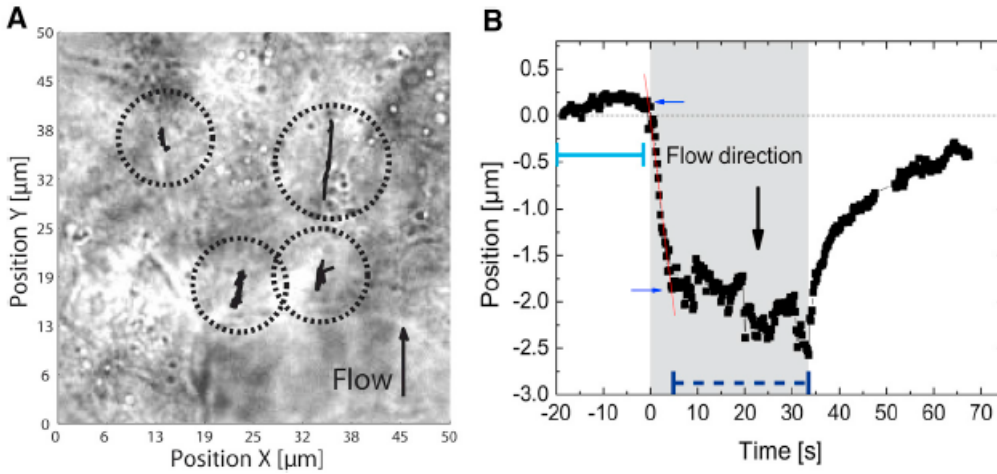 A
Position Y [µm]
50
45
38
32
25
19
13
6
0
Flow
0
6
13
19
25
32
38
45
50
Position X [µm]
B
Position [µm]
0.5
0.0
-0.5
-1.0
-1.5
-2.0
-2.5
-3.0
Flow direction
-20 -10 0 10 20 30 40 50 60 70
Time [s]